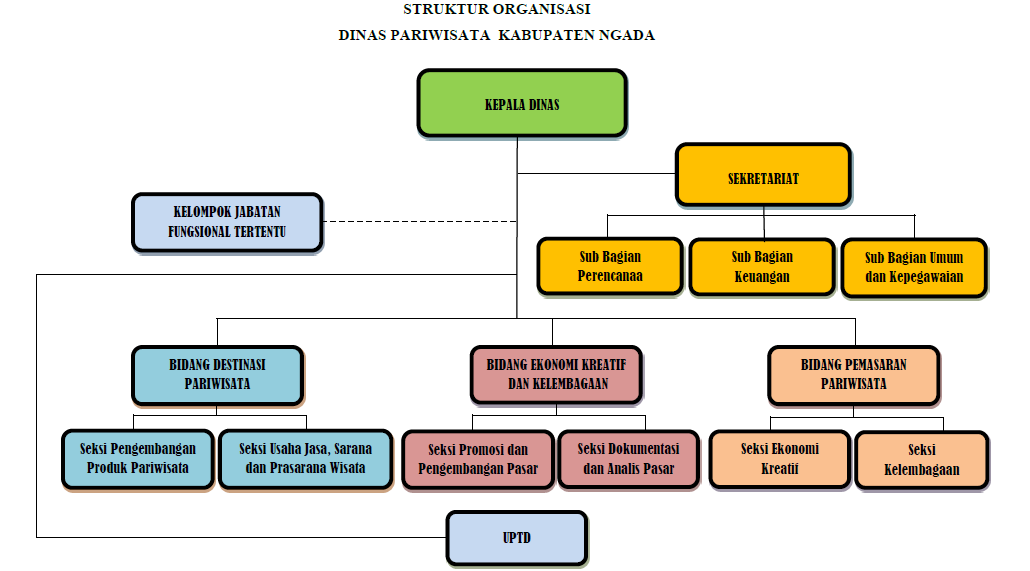 STRUKTUR ORGANISASI
DINAS PARIWISATA KABUPATEN NGADA
KEPALA DINAS
SEKRETARIAT
KELOMPOK JABATAN
FUNGSIONAL TERTENTU
Sub Bagian
Perencanaa
Sub Bagian
Keuangan
Sub Bagian Umum
dan Kepegawaian
BIDANG DESTINASI
PARIWISATA
BIDANG EKONOMI KREATIF
DAN KELEMBAGAAN
BIDANG PEMASARAN
PARIWISATA
Seksi Pengembangan
Produk Pariwisata
Seksi Usaha Jasa, Sarana
dan Prasarana Wisata
Seksi Promosi dan
Pengembangan Pasar
Seksi Dokumentasi
dan Analis Pasar
Seksi Ekonomi
Kreatif
Seksi
Kelembagaan
UPTD